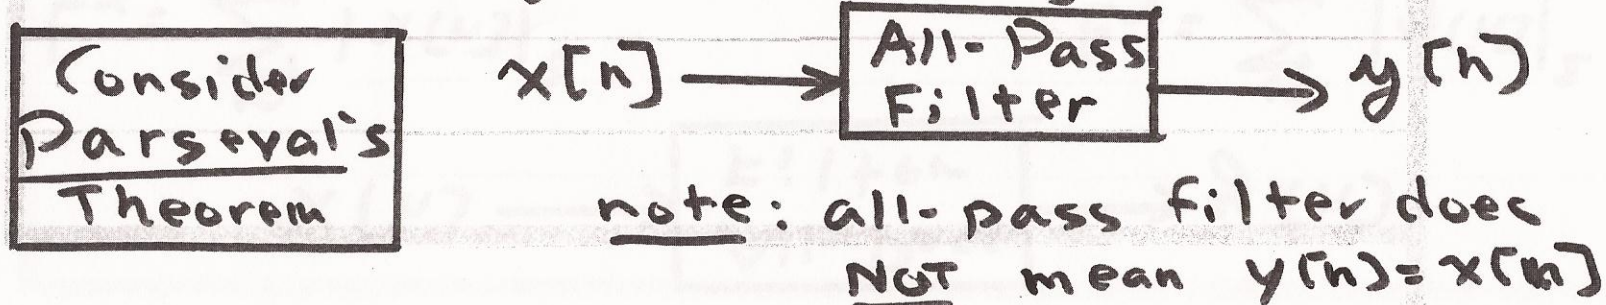 Consider
Parseval's
Theorem
x[n]
All-Pass
Filter
y[n]
note: all-pass filter does
NOT mean y[n]=x[n]